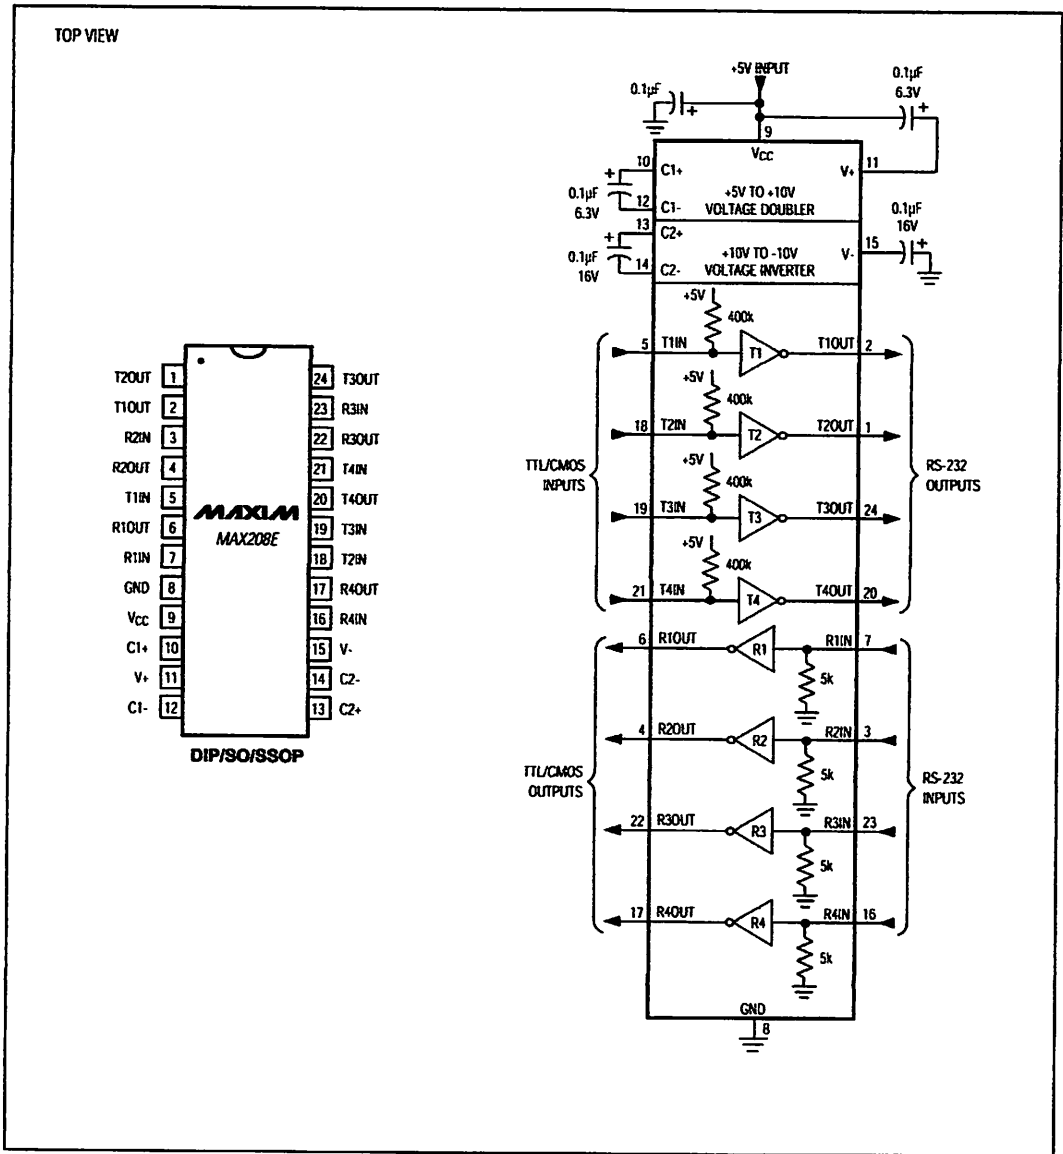 TOP VIEW
T2OUT 1
T1OUT 2
R2IN 3
R2OUT 4
T1IN 5
R1OUT 6
R1IN 7
GND 8
VCC 9
C1+ 10
V+ 11
C1- 12
24 T3OUT
23 R3IN
22 R3OUT
21 T4IN
20 T4OUT
19 T3IN
18 T2IN
17 R4OUT
16 R4IN
15 V-
14 C2-
13 C2+
MAXIM
MAX208E
DIP/SO/SSOP
+5V INPUT
0.1µF
+
0.1µF
6.3V
+
9
VCC
10 C1+
+
0.1µF
6.3V
12 C1-
+5V TO +10V
VOLTAGE DOUBLER
V+ 11
13 C2+
+
0.1µF
16V
14 C2-
+10V TO -10V
VOLTAGE INVERTER
V- 15
0.1µF
16V
+
+5V
400k
5 T1IN T1 T1OUT 2
+5V
400k
18 T2IN T2 T2OUT 1
TTL/CMOS
INPUTS
RS-232
OUTPUTS
+5V
400k
19 T3IN T3 T3OUT 24
+5V
400k
21 T4IN T4 T4OUT 20
6 R1OUT R1 R1IN 7
5k
4 R2OUT R2 R2IN 3
5k
TTL/CMOS
OUTPUTS
RS-232
INPUTS
22 R3OUT R3 R3IN 23
5k
17 R4OUT R4 R4IN 16
5k
GND
8